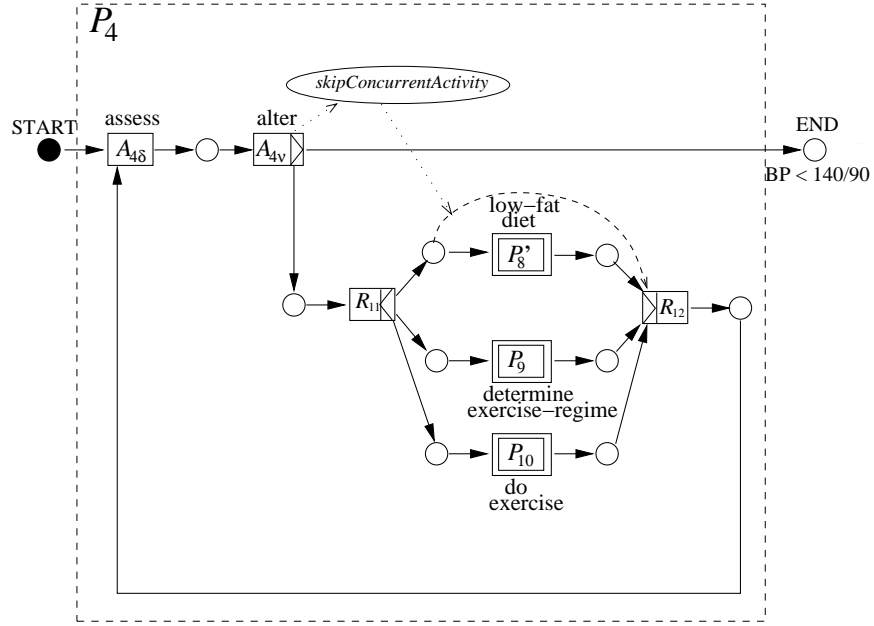 P4
skipConcurrentActivity
START
assess
alter
END
A4δ
A4ν
BP < 140/90
low–fat
diet
P8’
R11
R12
P9
determine
exercise–regime
P10
do
exercise